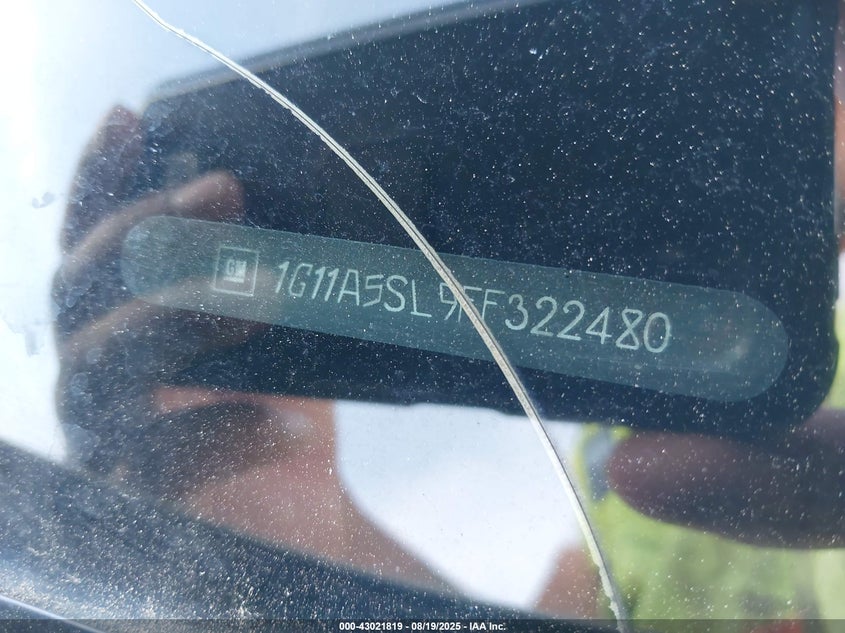 GM 1G11A5SL9FF322480
000-43021819 - 08/19/2025 - IAA Inc.